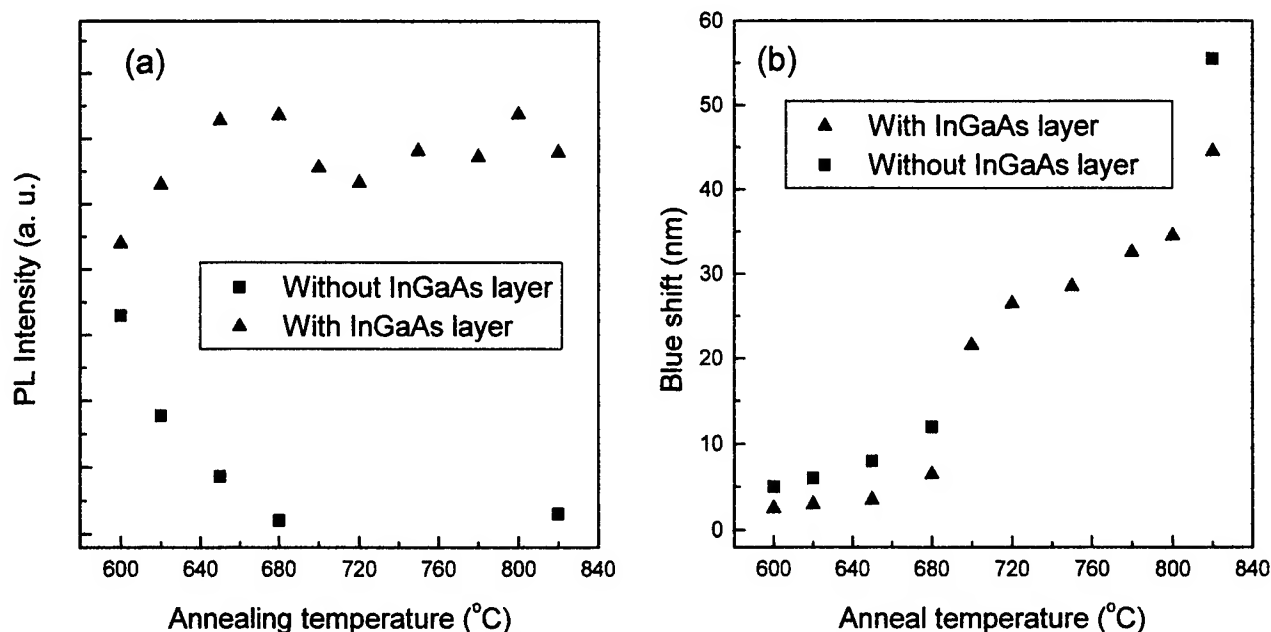 (a)
PL Intensity (a. u.)
Without InGaAs layer
With InGaAs layer
600 640 680 720 760 800 840
Annealing temperature (°C)
(b)
With InGaAs layer
Without InGaAs layer
Blue shift (nm)
60
50
40
30
20
10
0
600 640 680 720 760 800 840
Anneal temperature (°C)